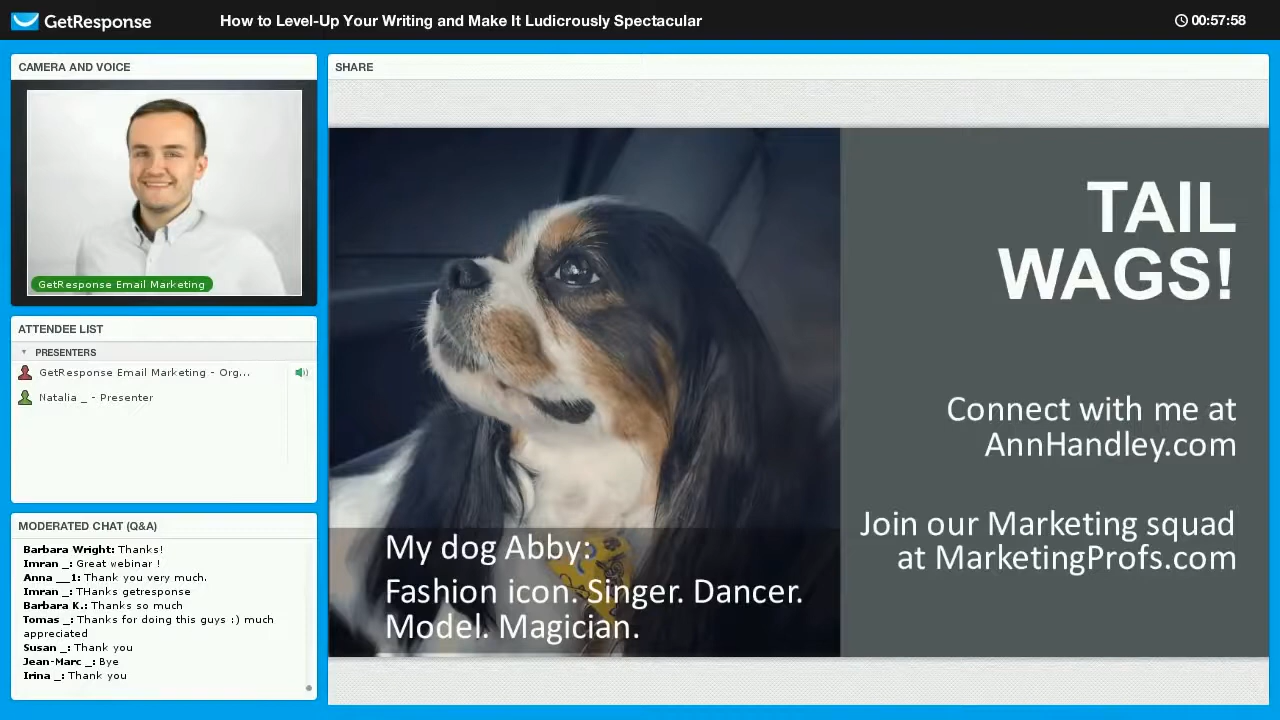 GetResponse
How to Level-Up Your Writing and Make It Ludicrously Spectacular
00:57:58
CAMERA AND VOICE
GetResponse Email Marketing
ATTENDEE LIST
PRESENTERS
GetResponse Email Marketing - Org...
Natalia _ - Presenter
MODERATED CHAT (Q&A)
Barbara Wright: Thanks!
Imran _: Great webinar !
Anna __1: Thank you very much.
Imran _: THanks getresponse
Barbara K.: Thanks so much
Tomas _: Thanks for doing this guys :) much
appreciated
Susan _: Thank you
Jean-Marc _: Bye
Irina _: Thank you
SHARE
My dog Abby:
Fashion icon. Singer. Dancer.
Model. Magician.
TAIL
WAGS!
Connect with me at
AnnHandley.com
Join our Marketing squad
at MarketingProfs.com